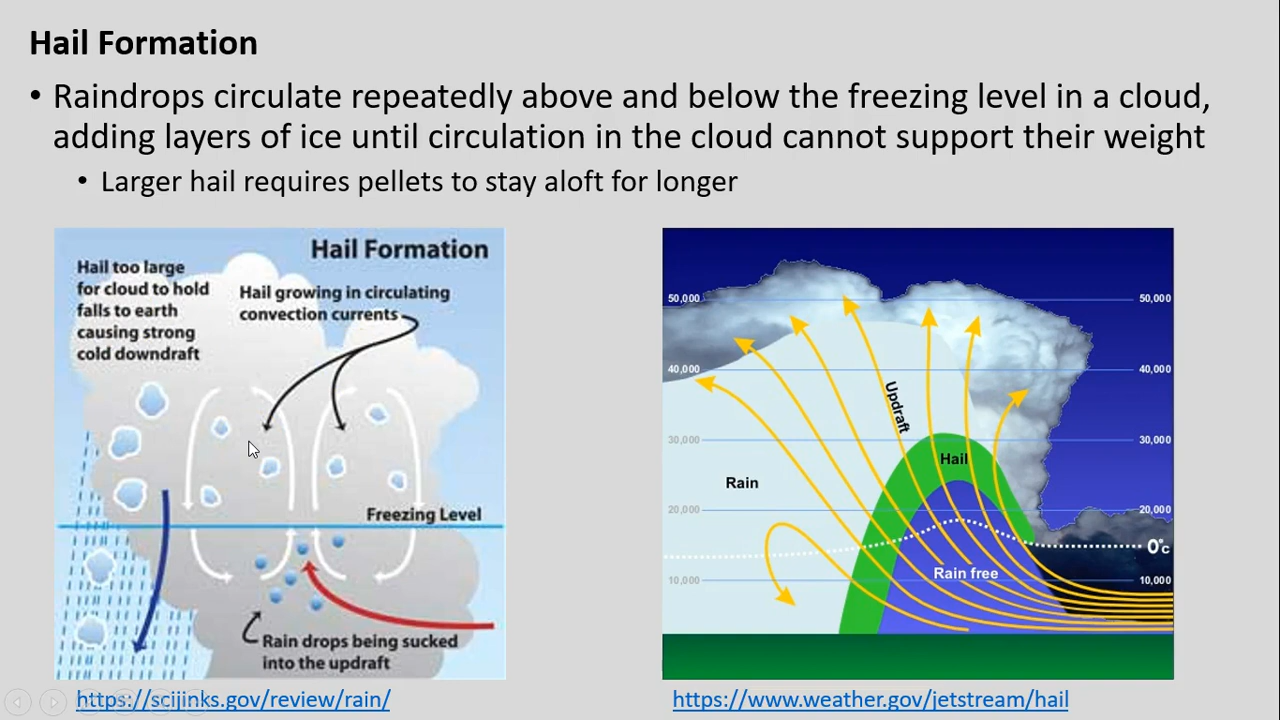 Hail Formation
• Raindrops circulate repeatedly above and below the freezing level in a cloud,
adding layers of ice until circulation in the cloud cannot support their weight
• Larger hail requires pellets to stay aloft for longer
Hail Formation
Hail too large
for cloud to hold
falls to earth
causing strong
cold downdraft
Hail growing in circulating
convection currents
Freezing Level
Rain drops being sucked
into the updraft
https://scijinks.gov/review/rain/
50,000 50,000
40,000 40,000
Updraft
30,000 30,000
Hail
Rain
20,000 20,000
0°c
Rain free
10,000 10,000
https://www.weather.gov/jetstream/hail